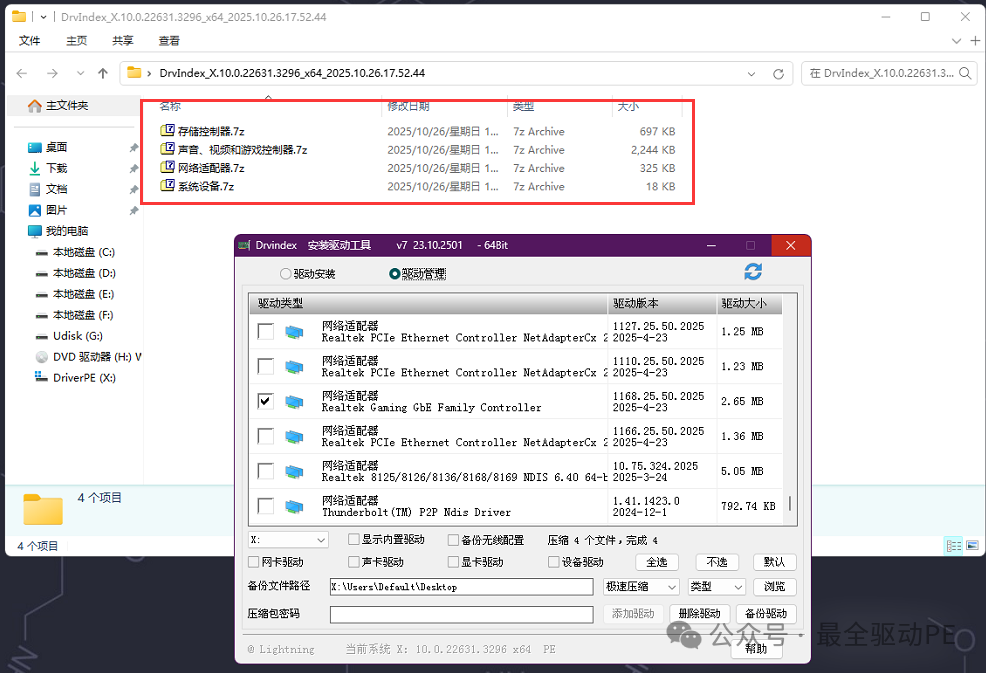 DrvIndex_X.10.0.22631.3296_x64_2025.10.26.17.52.44
文件 主页 共享 查看
DrvIndex_X.10.0.22631.3296_x64_2025.10.26.17.52.44
在 DrvIndex_X.10.0.22631.3...
主文件夹
桌面
下载
文档
图片
我的电脑
本地磁盘 (C:)
本地磁盘 (D:)
本地磁盘 (E:)
本地磁盘 (F:)
Udisk (G:)
DVD 驱动器 (H:) V
DriverPE (X:)
名称 修改日期 类型 大小
存储控制器.7z 2025/10/26/星期日 1... 7z Archive 697 KB
声音、视频和游戏控制器.7z 2025/10/26/星期日 1... 7z Archive 2,244 KB
网络适配器.7z 2025/10/26/星期日 1... 7z Archive 325 KB
系统设备.7z 2025/10/26/星期日 1... 7z Archive 18 KB
4 个项目
4 个项目
Drvindex 安装驱动工具 v7 23.10.2501 - 64Bit
驱动安装 驱动管理
驱动类型 驱动版本 驱动大小
网络适配器 1127.25.50.2025
Realtek PCIe Ethernet Controller NetAdapterCx 2 2025-4-23 1.25 MB
网络适配器 1110.25.50.2025
Realtek PCIe Ethernet Controller NetAdapterCx 2 2025-4-23 1.23 MB
网络适配器 1168.25.50.2025
Realtek Gaming GbE Family Controller 2025-4-23 2.65 MB
网络适配器 1166.25.50.2025
Realtek PCIe Ethernet Controller NetAdapterCx 2 2025-4-23 1.36 MB
网络适配器 10.75.324.2025
Realtek 8125/8126/8136/8168/8169 NDIS 6.40 64-b 2025-3-24 5.05 MB
网络适配器 1.41.1423.0
Thunderbolt(TM) P2P Ndis Driver 2024-12-1 792.74 KB
X: 显示内置驱动 备份无线配置 压缩 4 个文件，完成 4
网卡驱动 声卡驱动 显卡驱动 设备驱动 全选 不选 默认
备份文件路径 X:\Users\Default\Desktop 极速压缩 类型 浏览
压缩包密码 添加驱动 删除驱动 备份驱动
@ Lightning 当前系统 X: 10.0.22631.3296 x64 PE 帮助
公众号 · 最全驱动PE